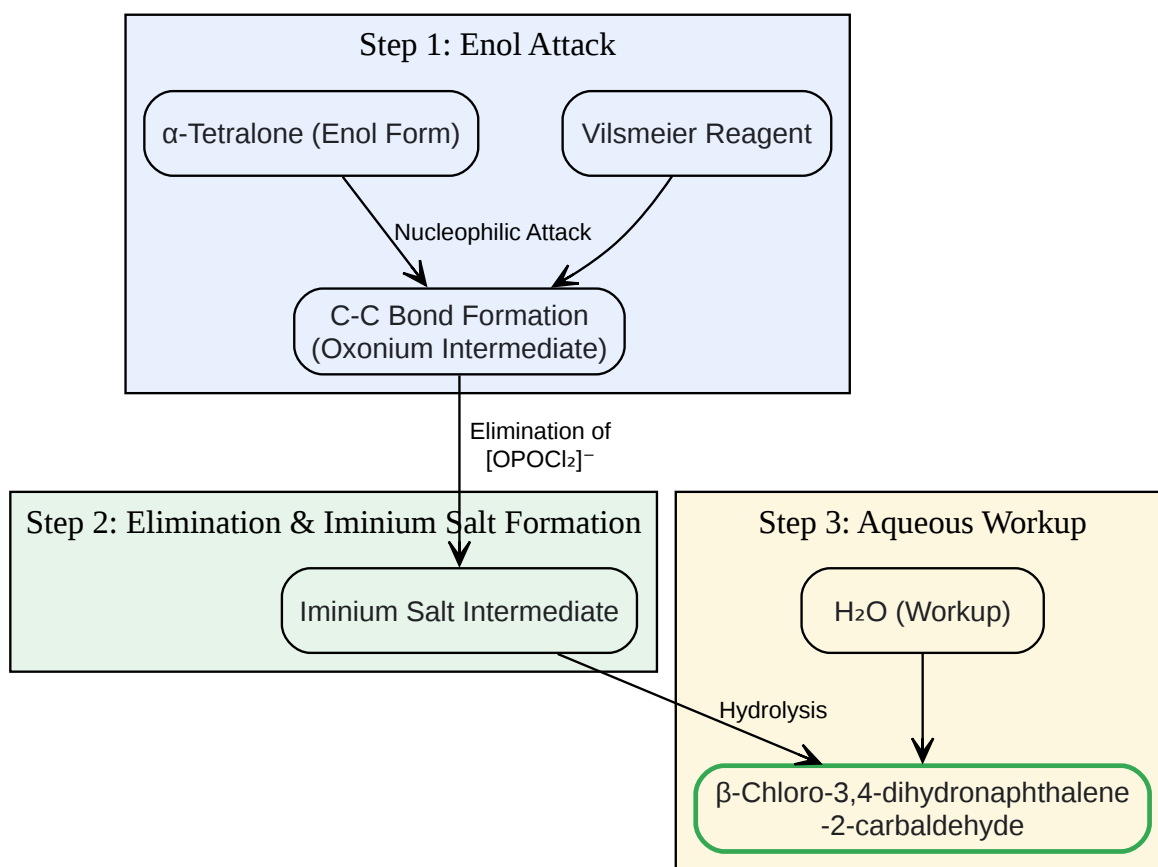 Step 1: Enol Attack
α-Tetralone (Enol Form)
Vilsmeier Reagent
Nucleophilic Attack
C-C Bond Formation
(Oxonium Intermediate)
Elimination of
[OPOCl₂]⁻
Step 2: Elimination & Iminium Salt Formation
Iminium Salt Intermediate
Step 3: Aqueous Workup
H₂O (Workup)
Hydrolysis
β-Chloro-3,4-dihydronaphthalene
-2-carbaldehyde